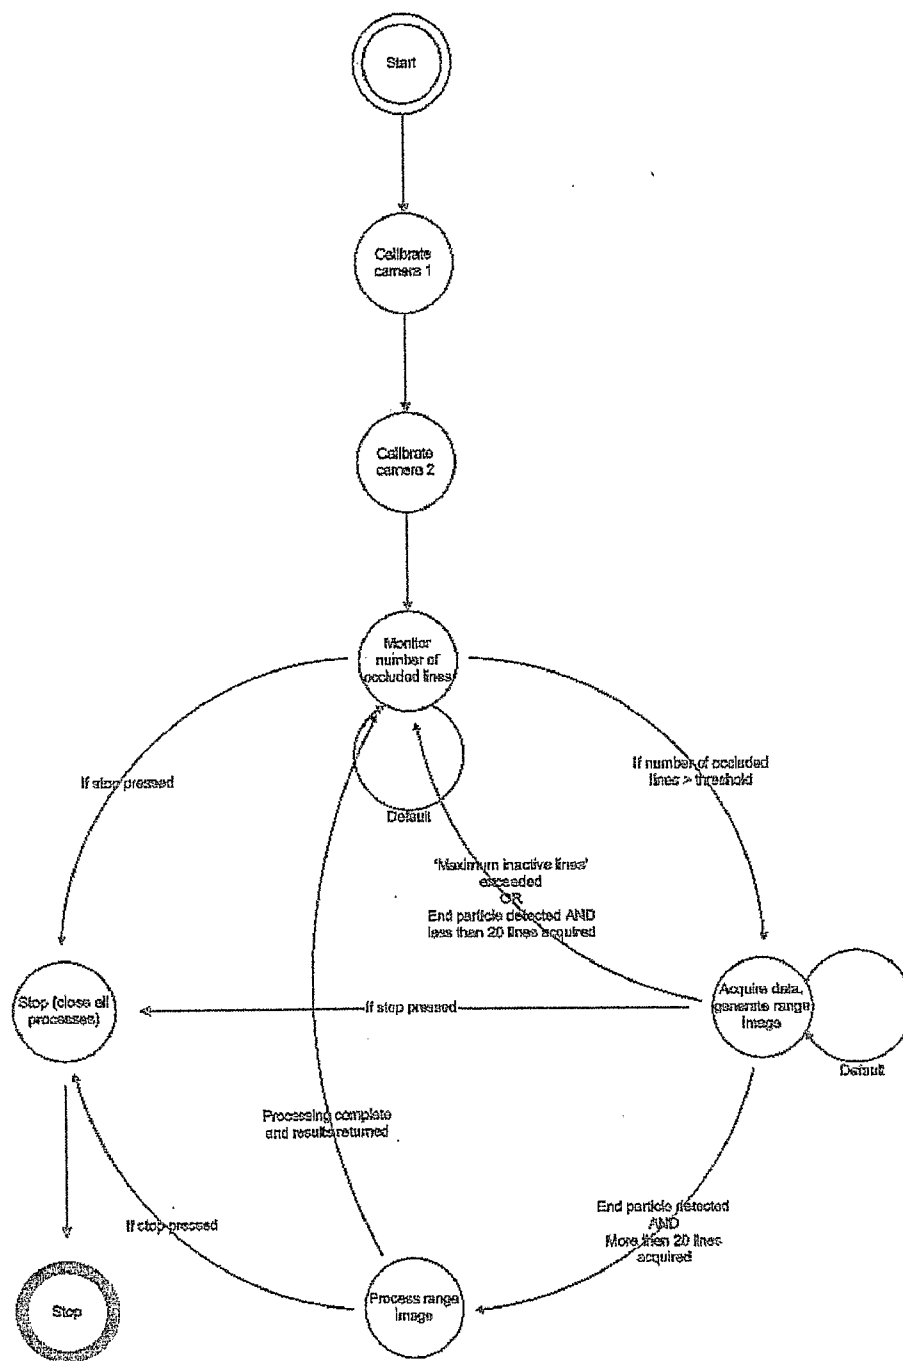 Start
Calibrate
camera 1
Calibrate
camera 2
Monitor
number of
occluded lines
If stop pressed
If number of occluded
lines > threshold
Default
'Maximum inactive lines'
exceeded
OR
End particle detected AND
less than 20 lines acquired
Stop (close all
processes)
If stop pressed
Acquire data,
generate range
image
Default
Processing complete
and results returned
If stop pressed
End particle detected
AND
More than 20 lines
acquired
Stop
Process range
image